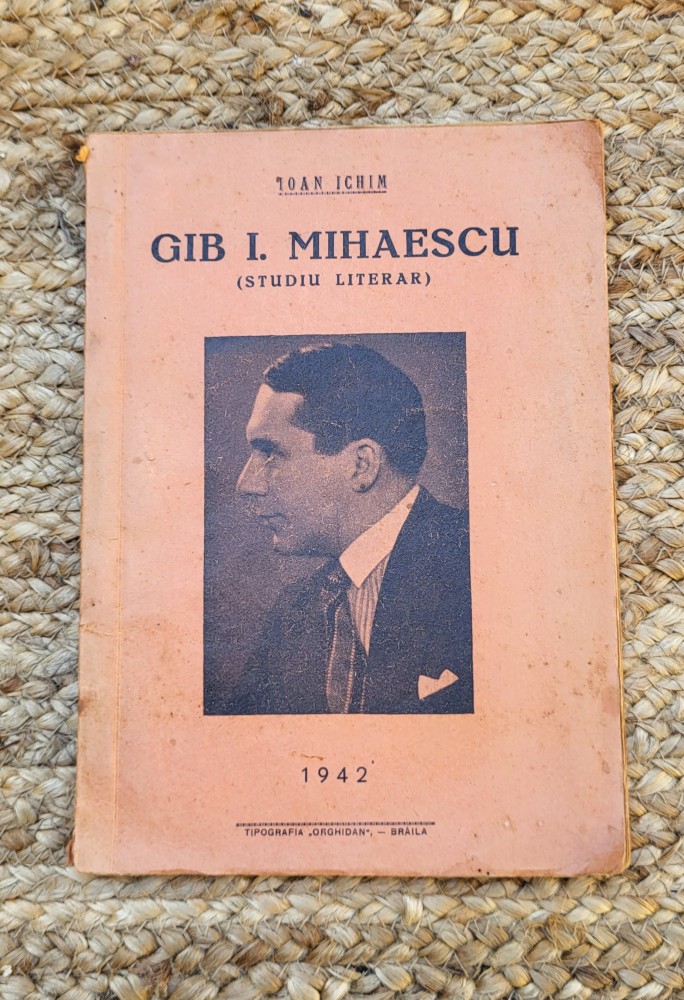 IOAN ICHIM
GIB I. MIHAESCU
(STUDIU LITERAR)
1942
TIPOGRAFIA „ORGHIDAN“, — BRĂILA